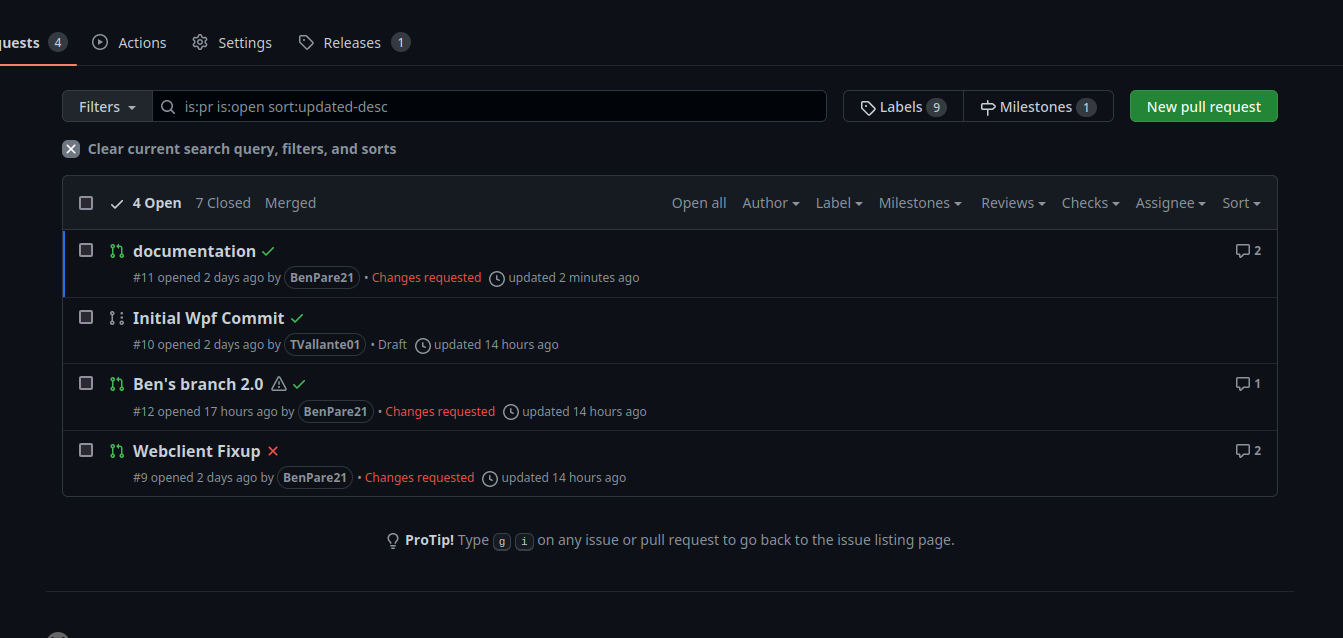 uests 4 Actions Settings Releases 1
Filters is:pr is:open sort:updated-desc Labels 9 Milestones 1 New pull request
Clear current search query, filters, and sorts
4 Open 7 Closed Merged Open all Author Label Milestones Reviews Checks Assignee Sort
documentation 2
#11 opened 2 days ago by BenPare21 • Changes requested updated 2 minutes ago
Initial Wpf Commit
#10 opened 2 days ago by TVallante01 • Draft updated 14 hours ago
Ben's branch 2.0 1
#12 opened 17 hours ago by BenPare21 • Changes requested updated 14 hours ago
Webclient Fixup 2
#9 opened 2 days ago by BenPare21 • Changes requested updated 14 hours ago
ProTip! Type g i on any issue or pull request to go back to the issue listing page.